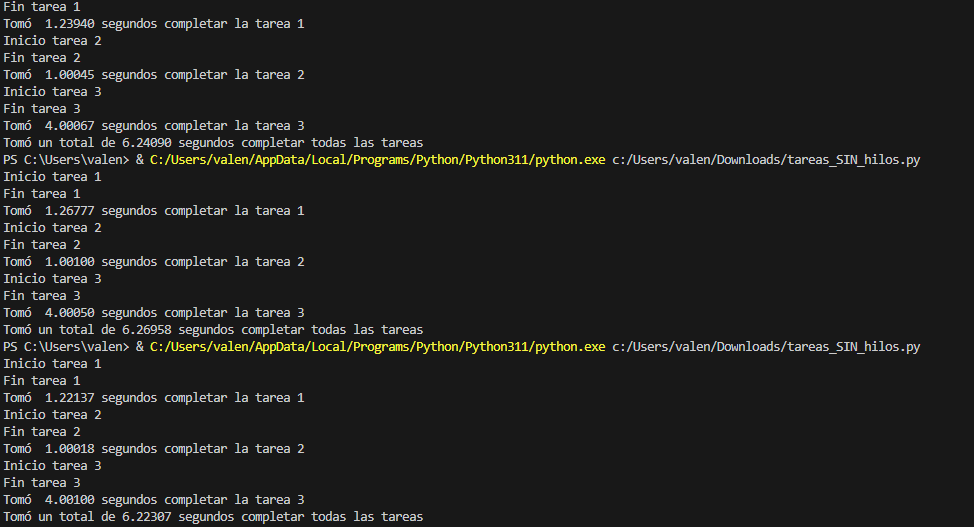 Fin tarea 1
Tomó  1.23940 segundos completar la tarea 1
Inicio tarea 2
Fin tarea 2
Tomó  1.00045 segundos completar la tarea 2
Inicio tarea 3
Fin tarea 3
Tomó  4.00067 segundos completar la tarea 3
Tomó un total de 6.24090 segundos completar todas las tareas
PS C:\Users\valen> & C:/Users/valen/AppData/Local/Programs/Python/Python311/python.exe c:/Users/valen/Downloads/tareas_SIN_hilos.py
Inicio tarea 1
Fin tarea 1
Tomó  1.26777 segundos completar la tarea 1
Inicio tarea 2
Fin tarea 2
Tomó  1.00100 segundos completar la tarea 2
Inicio tarea 3
Fin tarea 3
Tomó  4.00050 segundos completar la tarea 3
Tomó un total de 6.26958 segundos completar todas las tareas
PS C:\Users\valen> & C:/Users/valen/AppData/Local/Programs/Python/Python311/python.exe c:/Users/valen/Downloads/tareas_SIN_hilos.py
Inicio tarea 1
Fin tarea 1
Tomó  1.22137 segundos completar la tarea 1
Inicio tarea 2
Fin tarea 2
Tomó  1.00018 segundos completar la tarea 2
Inicio tarea 3
Fin tarea 3
Tomó  4.00100 segundos completar la tarea 3
Tomó un total de 6.22307 segundos completar todas las tareas